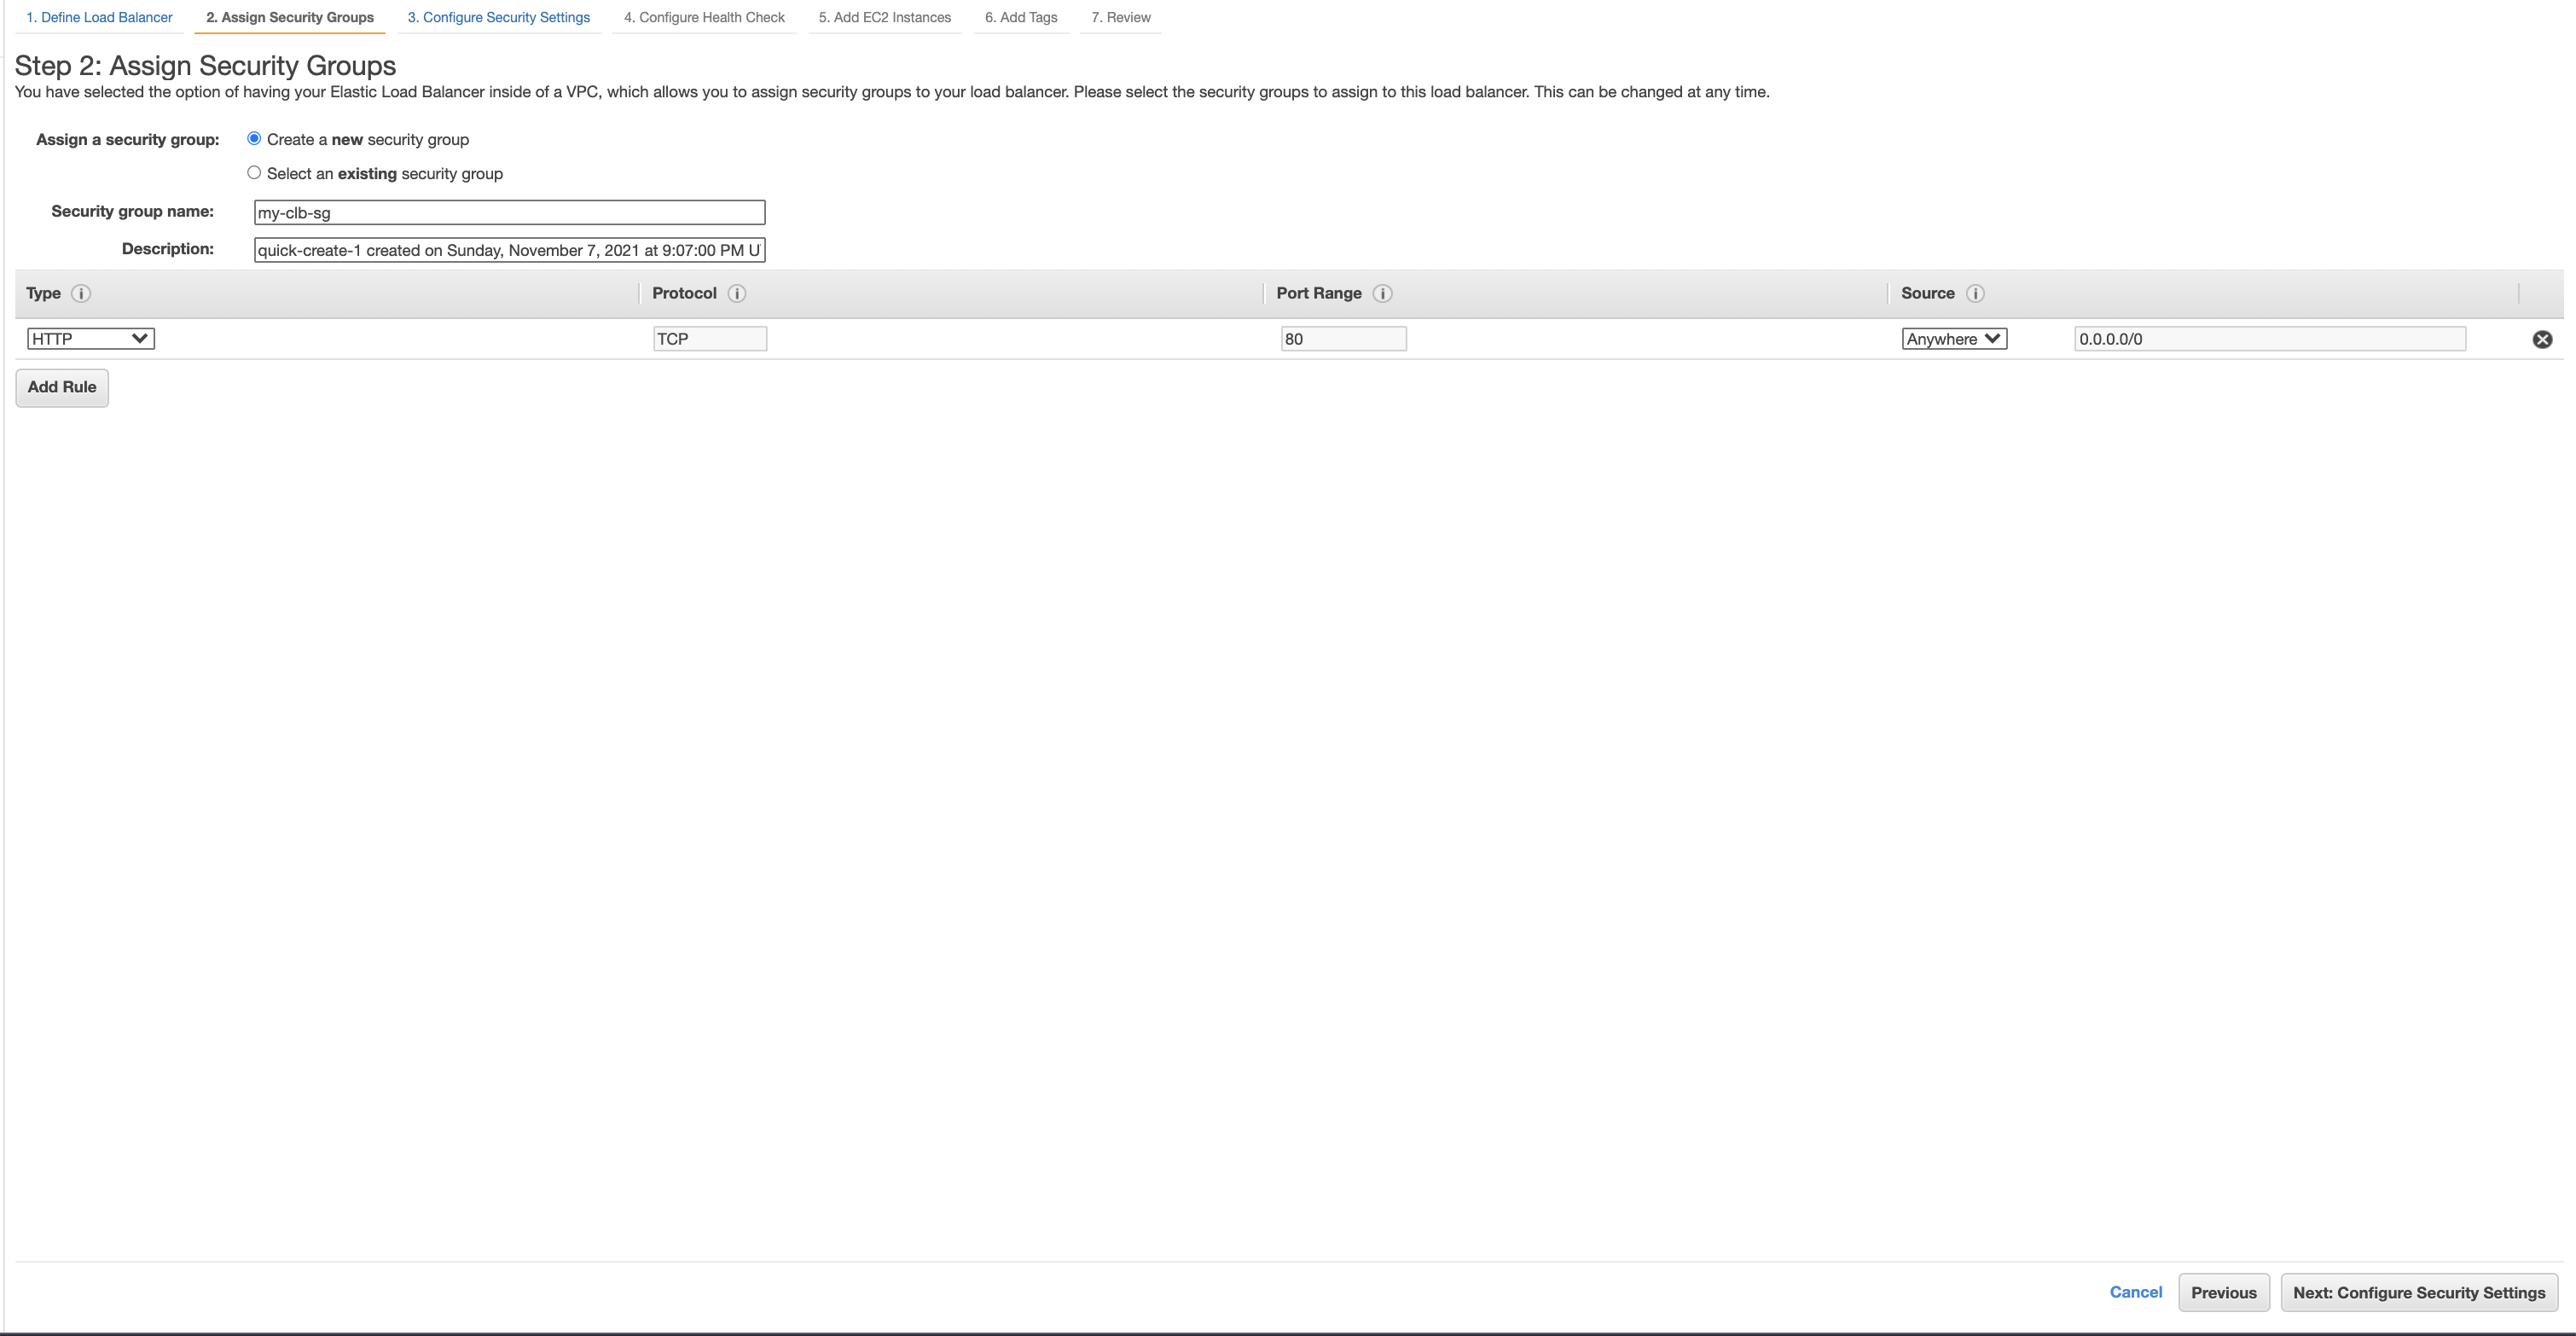 1. Define Load Balancer 2. Assign Security Groups 3. Configure Security Settings 4. Configure Health Check 5. Add EC2 Instances 6. Add Tags 7. Review
Step 2: Assign Security Groups
You have selected the option of having your Elastic Load Balancer inside of a VPC, which allows you to assign security groups to your load balancer. Please select the security groups to assign to this load balancer. This can be changed at any time.
Assign a security group: Create a new security group
Select an existing security group
Security group name: my-clb-sg
Description: quick-create-1 created on Sunday, November 7, 2021 at 9:07:00 PM U
Type Protocol Port Range Source
HTTP TCP 80 Anywhere 0.0.0.0/0
Add Rule
Cancel Previous Next: Configure Security Settings